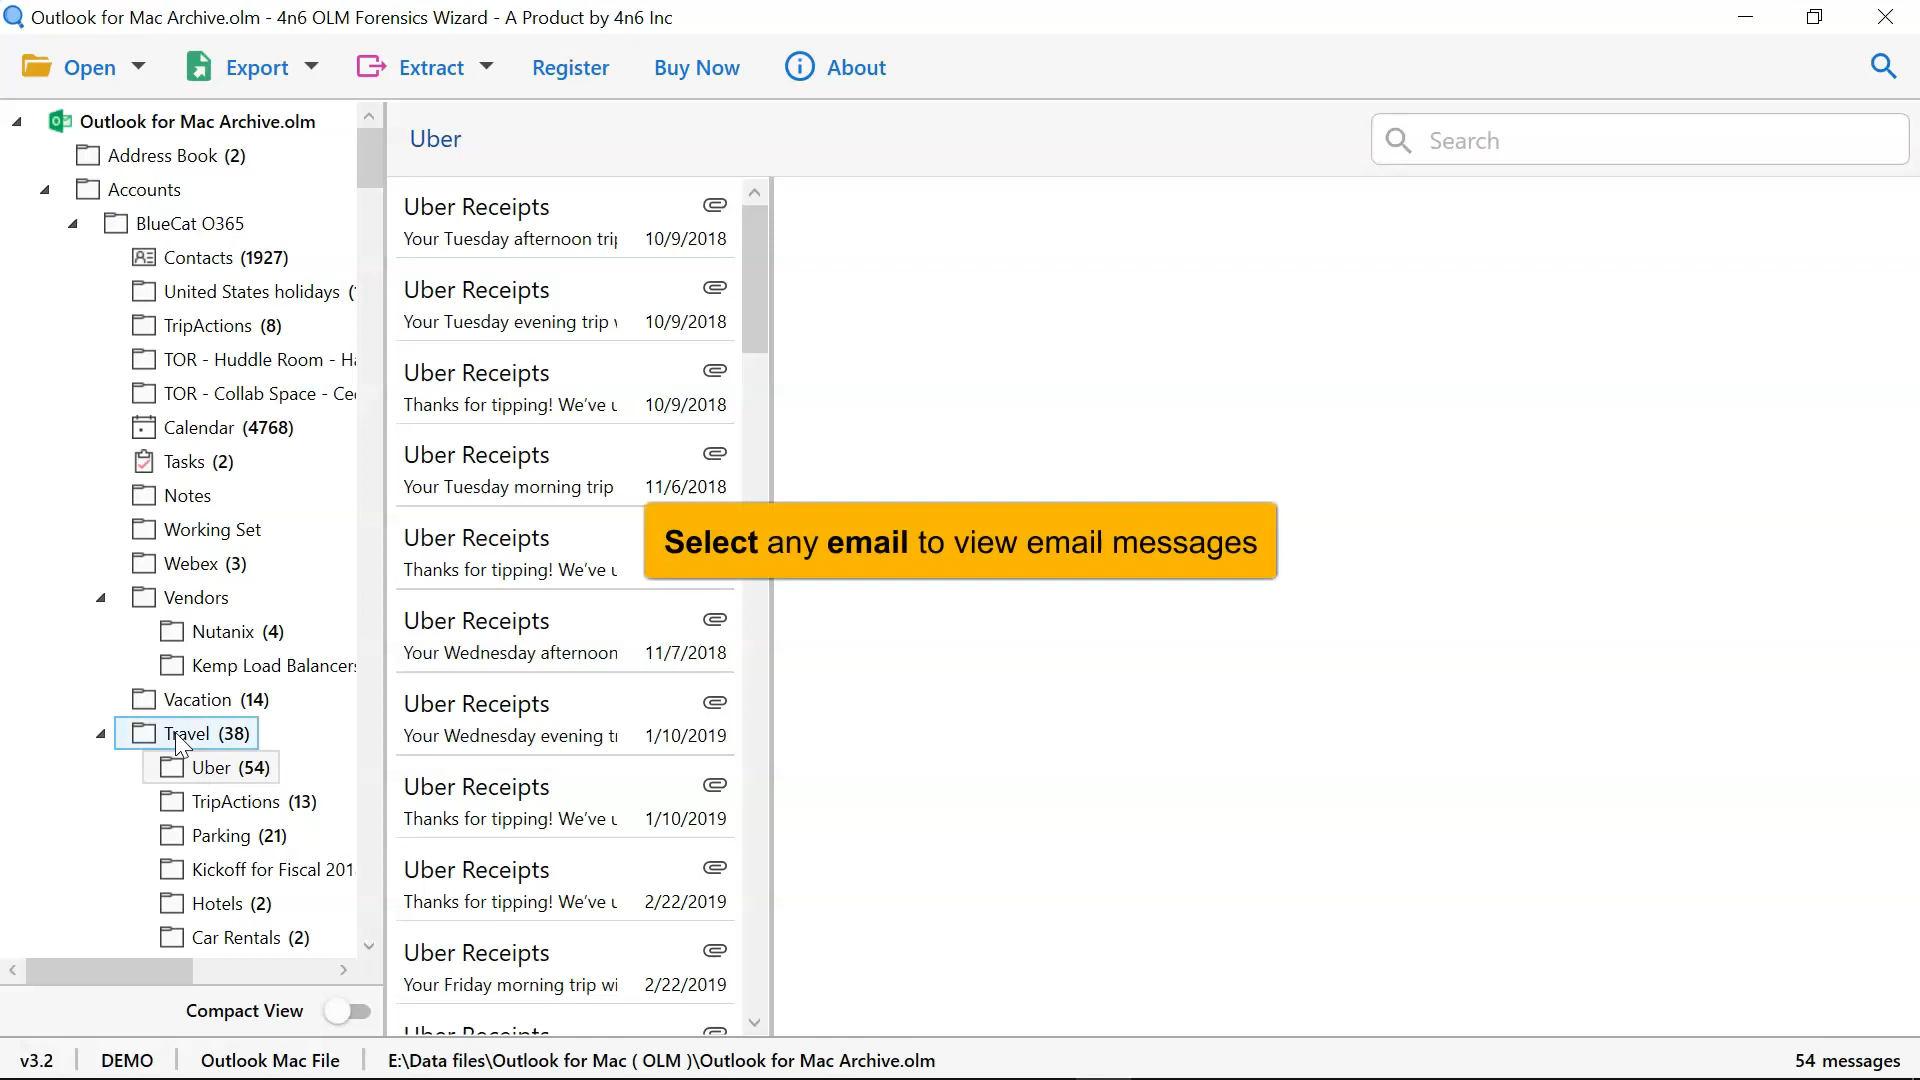 Outlook for Mac Archive.olm - 4n6 OLM Forensics Wizard - A Product by 4n6 Inc
Open
Export
Extract
Register
Buy Now
About
Outlook for Mac Archive.olm
Address Book (2)
Accounts
BlueCat O365
Contacts (1927)
United States holidays
TripActions (8)
TOR - Huddle Room -
TOR - Collab Space -
Calendar (4768)
Tasks (2)
Notes
Working Set
Webex (3)
Vendors
Nutanix (4)
Kemp Load Balancers
Vacation (14)
Travel (38)
Uber (54)
TripActions (13)
Parking (21)
Kickoff for Fiscal 201
Hotels (2)
Car Rentals (2)
Compact View
Uber
Search
Uber Receipts
Your Tuesday afternoon trip 10/9/2018
Uber Receipts
Your Tuesday evening trip 10/9/2018
Uber Receipts
Thanks for tipping! We've 10/9/2018
Uber Receipts
Your Tuesday morning trip 11/6/2018
Uber Receipts
Thanks for tipping! We've
Select any email to view email messages
Uber Receipts
Your Wednesday afternoon 11/7/2018
Uber Receipts
Your Wednesday evening 1/10/2019
Uber Receipts
Thanks for tipping! We've 1/10/2019
Uber Receipts
Thanks for tipping! We've 2/22/2019
Uber Receipts
Your Friday morning trip wi 2/22/2019
Uber Receipts
v3.2
DEMO
Outlook Mac File
E:\Data files\Outlook for Mac ( OLM )\Outlook for Mac Archive.olm
54 messages